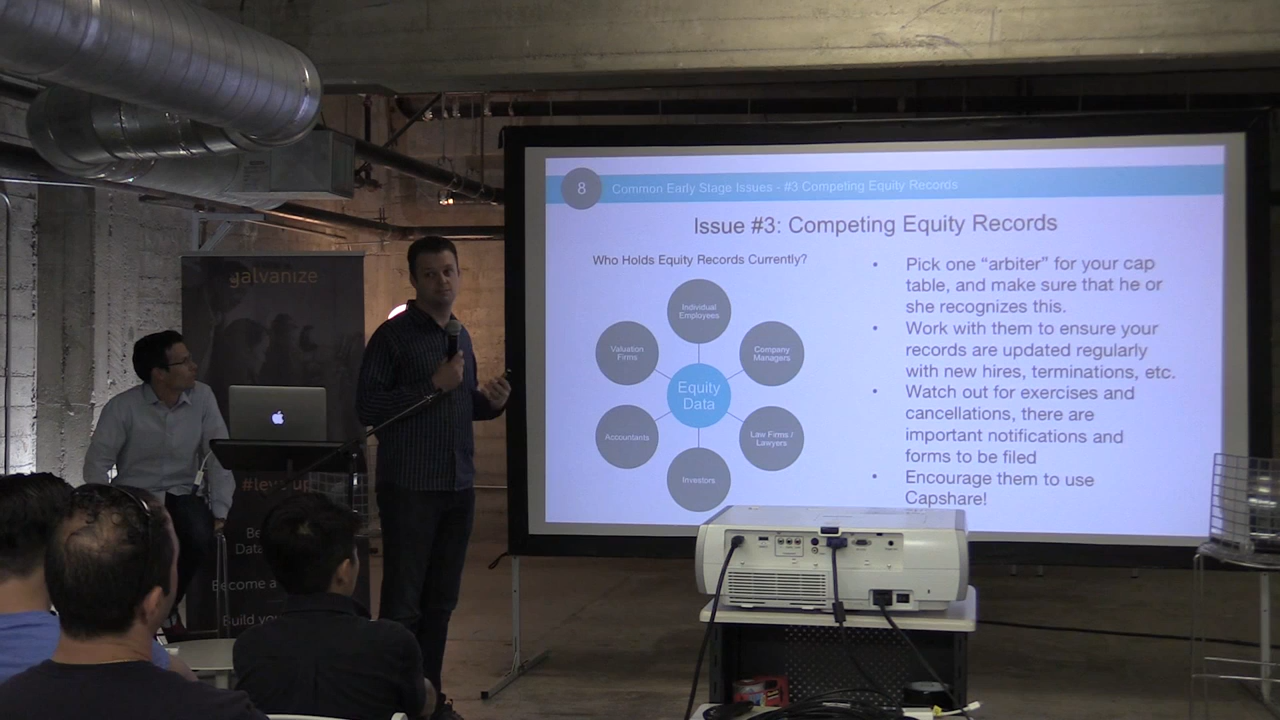 8
Common Early Stage Issues - #3 Competing Equity Records
Issue #3: Competing Equity Records
Who Holds Equity Records Currently?
Individual
Employees
Valuation
Firms
Company
Managers
Equity
Data
Accountants
Law Firms /
Lawyers
Investors
• Pick one “arbiter” for your cap
table, and make sure that he or
she recognizes this.
• Work with them to ensure your
records are updated regularly
with new hires, terminations, etc.
• Watch out for exercises and
cancellations, there are
important notifications and
forms to be filed
• Encourage them to use
Capshare!
galvanize
Become a
Build